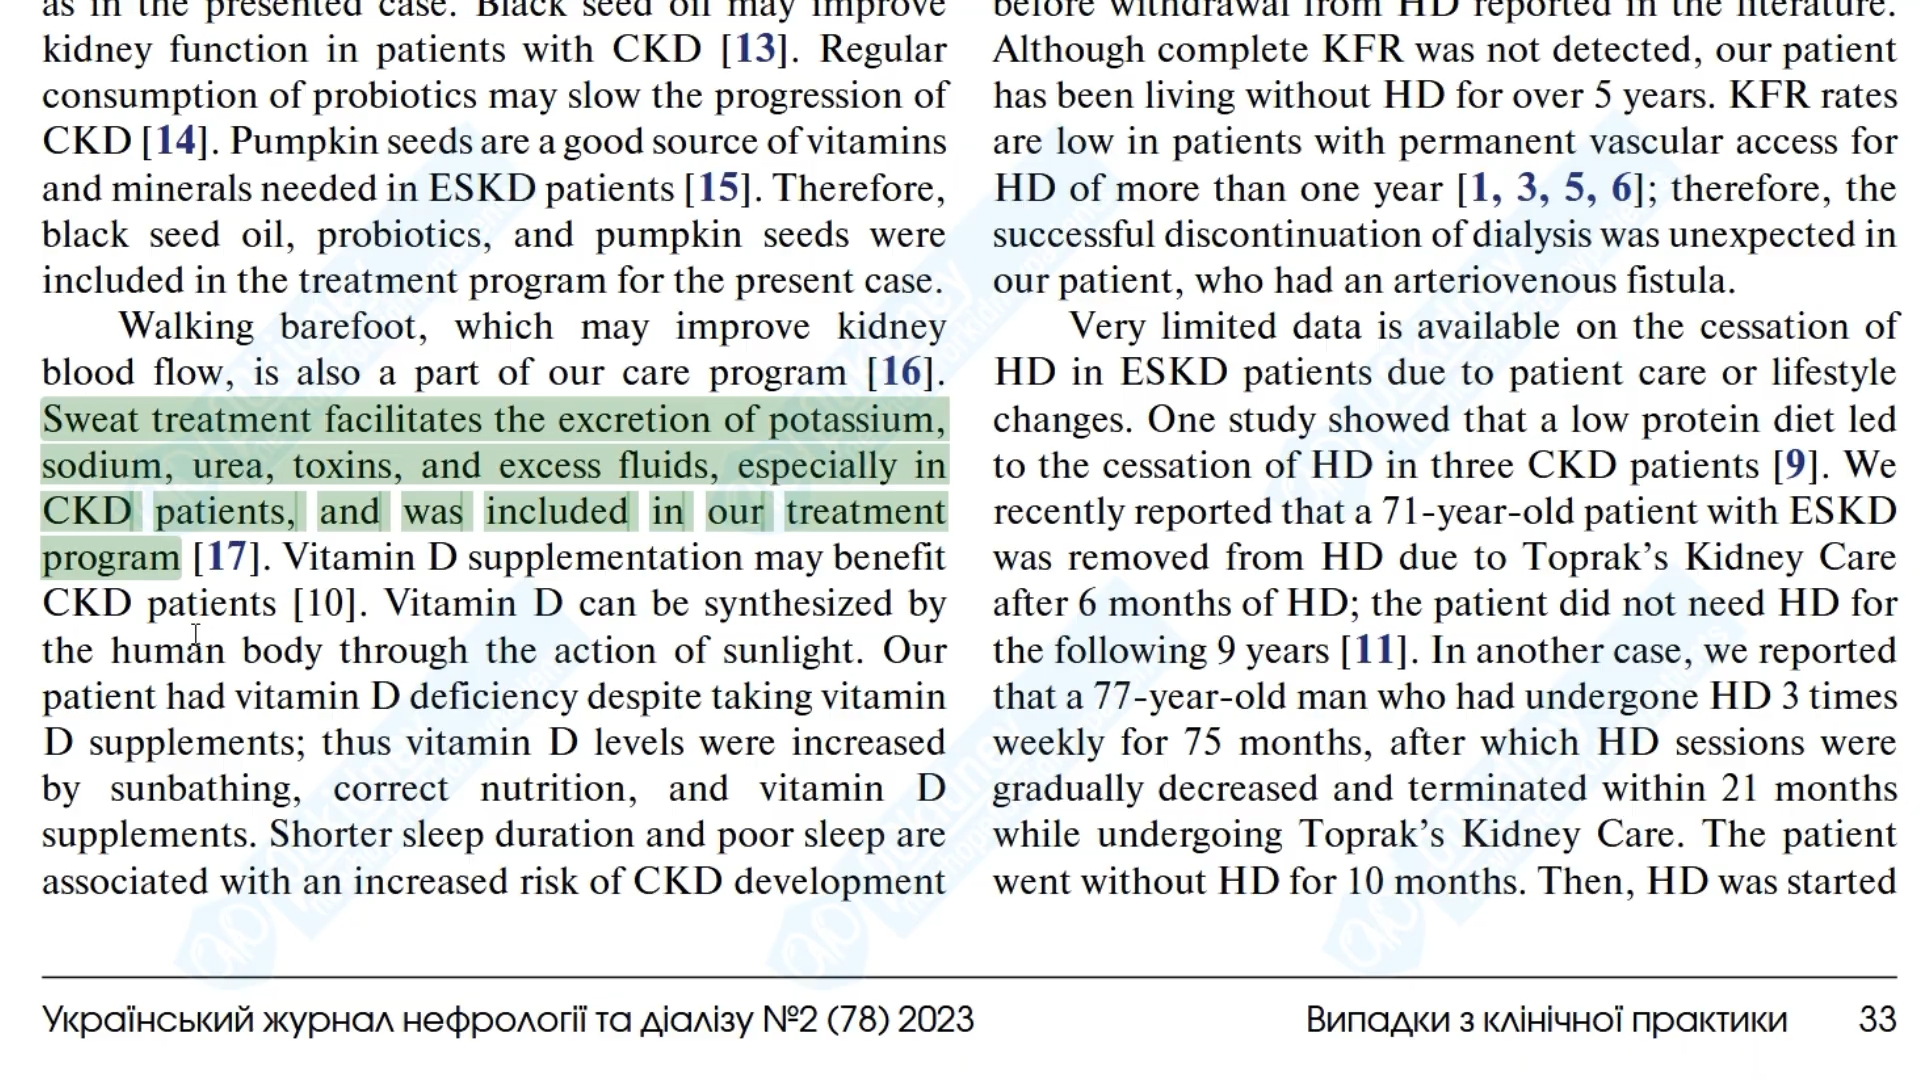 as in the presented case. Black seed oil may improve
kidney function in patients with CKD [13]. Regular
consumption of probiotics may slow the progression of
CKD [14]. Pumpkin seeds are a good source of vitamins
and minerals needed in ESKD patients [15]. Therefore,
black seed oil, probiotics, and pumpkin seeds were
included in the treatment program for the present case.
Walking barefoot, which may improve kidney
blood flow, is also a part of our care program [16].
Sweat treatment facilitates the excretion of potassium,
sodium, urea, toxins, and excess fluids, especially in
CKD patients, and was included in our treatment
program [17]. Vitamin D supplementation may benefit
CKD patients [10]. Vitamin D can be synthesized by
the human body through the action of sunlight. Our
patient had vitamin D deficiency despite taking vitamin
D supplements; thus vitamin D levels were increased
by sunbathing, correct nutrition, and vitamin D
supplements. Shorter sleep duration and poor sleep are
associated with an increased risk of CKD development
before withdrawal from HD reported in the literature.
Although complete KFR was not detected, our patient
has been living without HD for over 5 years. KFR rates
are low in patients with permanent vascular access for
HD of more than one year [1, 3, 5, 6]; therefore, the
successful discontinuation of dialysis was unexpected in
our patient, who had an arteriovenous fistula.
Very limited data is available on the cessation of
HD in ESKD patients due to patient care or lifestyle
changes. One study showed that a low protein diet led
to the cessation of HD in three CKD patients [9]. We
recently reported that a 71-year-old patient with ESKD
was removed from HD due to Toprak’s Kidney Care
after 6 months of HD; the patient did not need HD for
the following 9 years [11]. In another case, we reported
that a 77-year-old man who had undergone HD 3 times
weekly for 75 months, after which HD sessions were
gradually decreased and terminated within 21 months
while undergoing Toprak’s Kidney Care. The patient
went without HD for 10 months. Then, HD was started
Український журнал нефрології та діалізу №2 (78) 2023
Випадки з клінічної практики 33